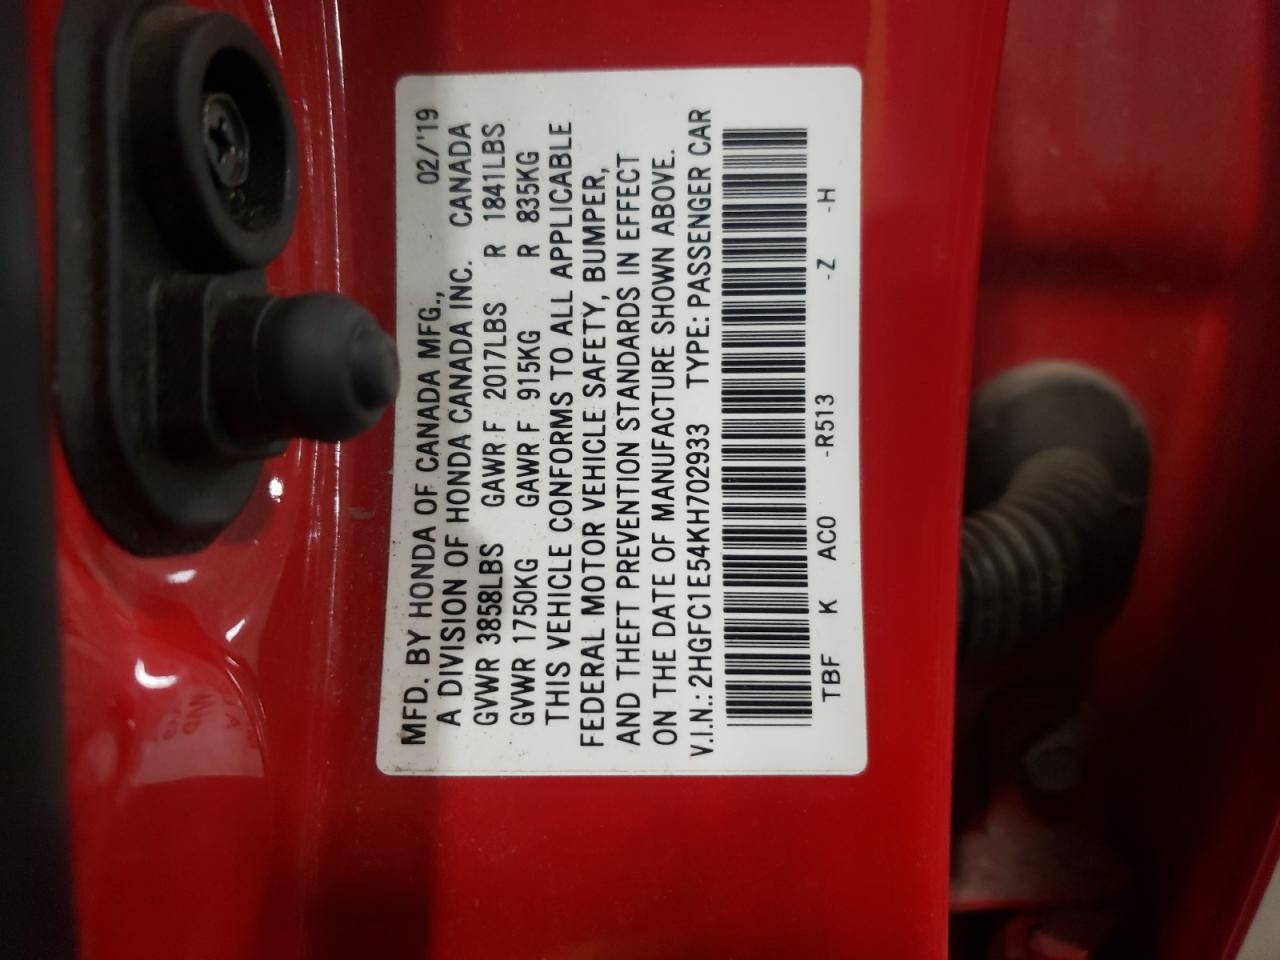 MFD. BY HONDA OF CANADA MFG., 02/'19
A DIVISION OF HONDA CANADA INC. CANADA
GVWR 3858LBS GAWR F 2017LBS R 1841LBS
GVWR 1750KG GAWR F 915KG R 835KG
THIS VEHICLE CONFORMS TO ALL APPLICABLE
FEDERAL MOTOR VEHICLE SAFETY, BUMPER,
AND THEFT PREVENTION STANDARDS IN EFFECT
ON THE DATE OF MANUFACTURE SHOWN ABOVE.
V.I.N.: 2HGFC1E54KH702933 TYPE: PASSENGER CAR
TBF K AC0 -R513 -Z -H